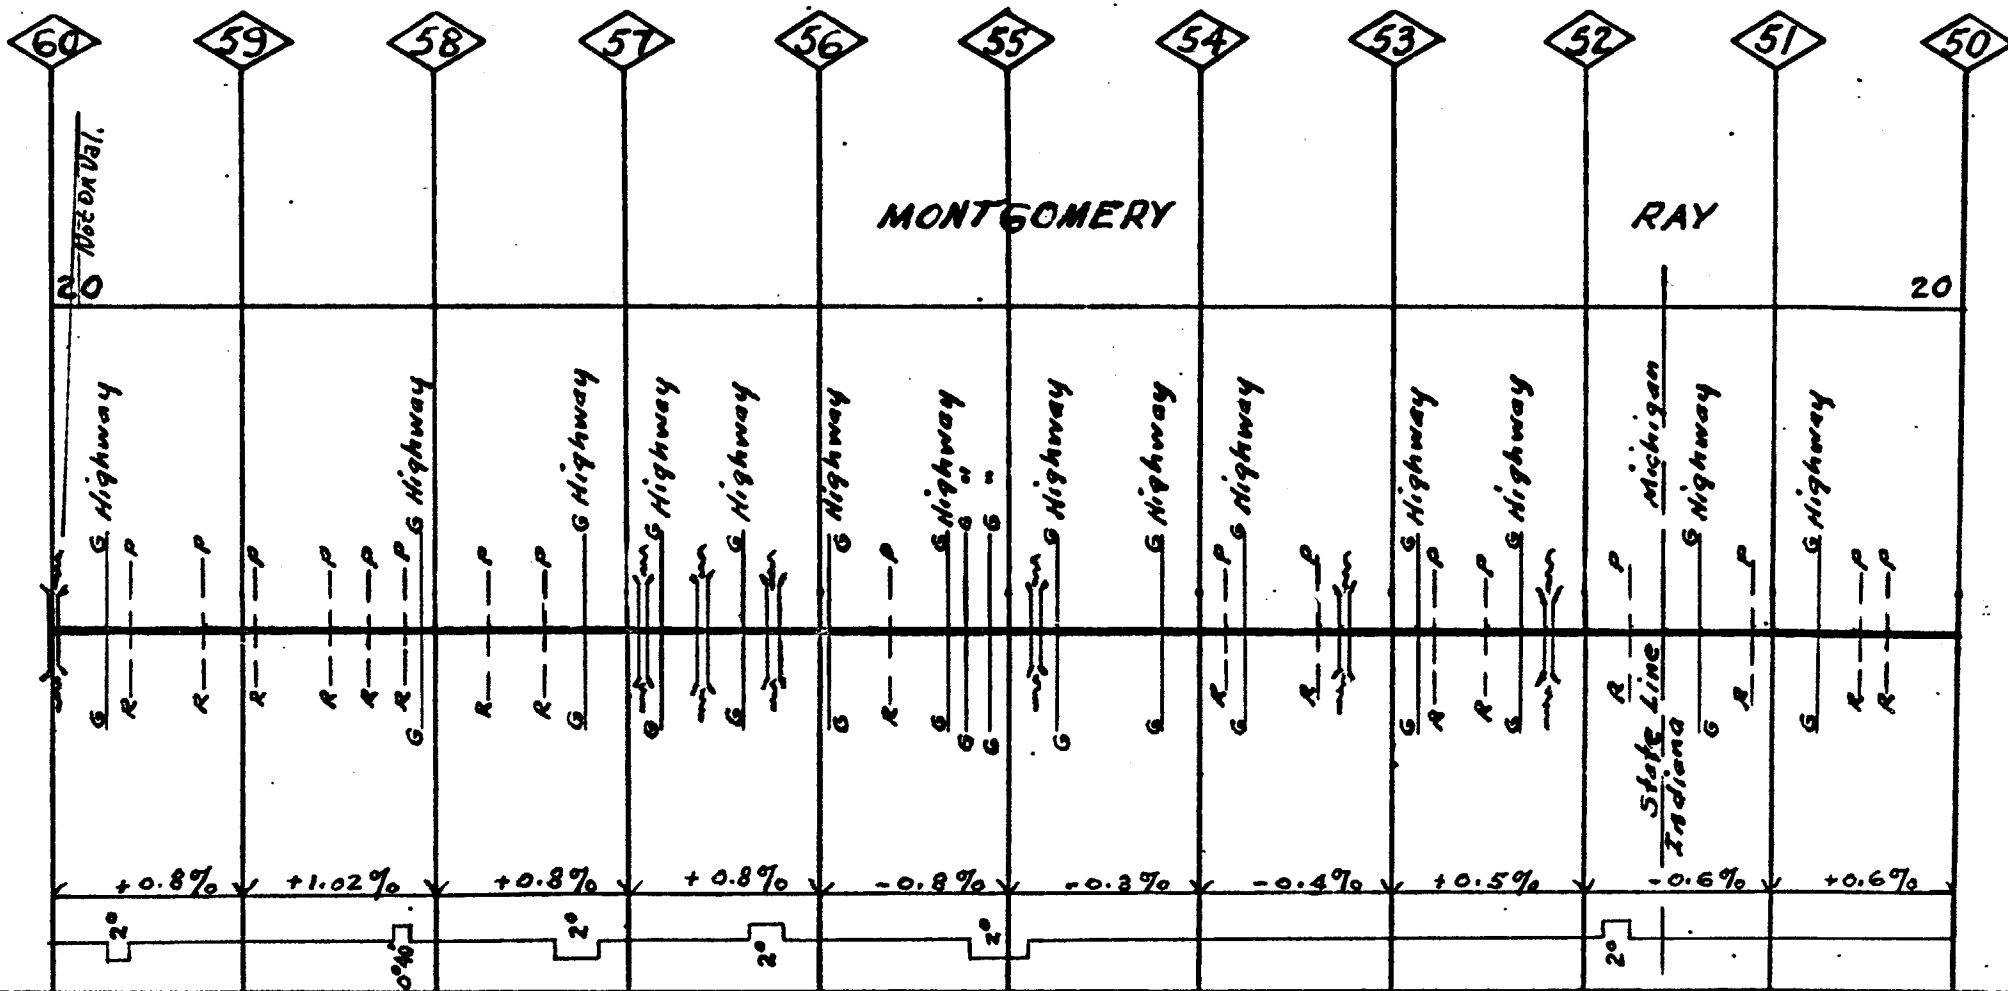 60 59 58 57 56 55 54 53 52 51 50
Not on Val.
MONTGOMERY RAY
20 20
Highway Highway Highway Highway Highway Highway Highway " " Highway Highway Highway Highway Highway Michigan Highway Highway
G G G G G G G G G G G G G G G G G
P P P P P P P P P P P P P P P P P P
R R R R R R R R R R R R R R R R R R
G G G G G G G G G G G G G G G G G
State Line
Indiana
+0.8% +1.02% +0.8% +0.8% -0.8% -0.3% -0.4% +0.5% -0.6% +0.6%
2° 0°40' 2° 2° 2° 2°